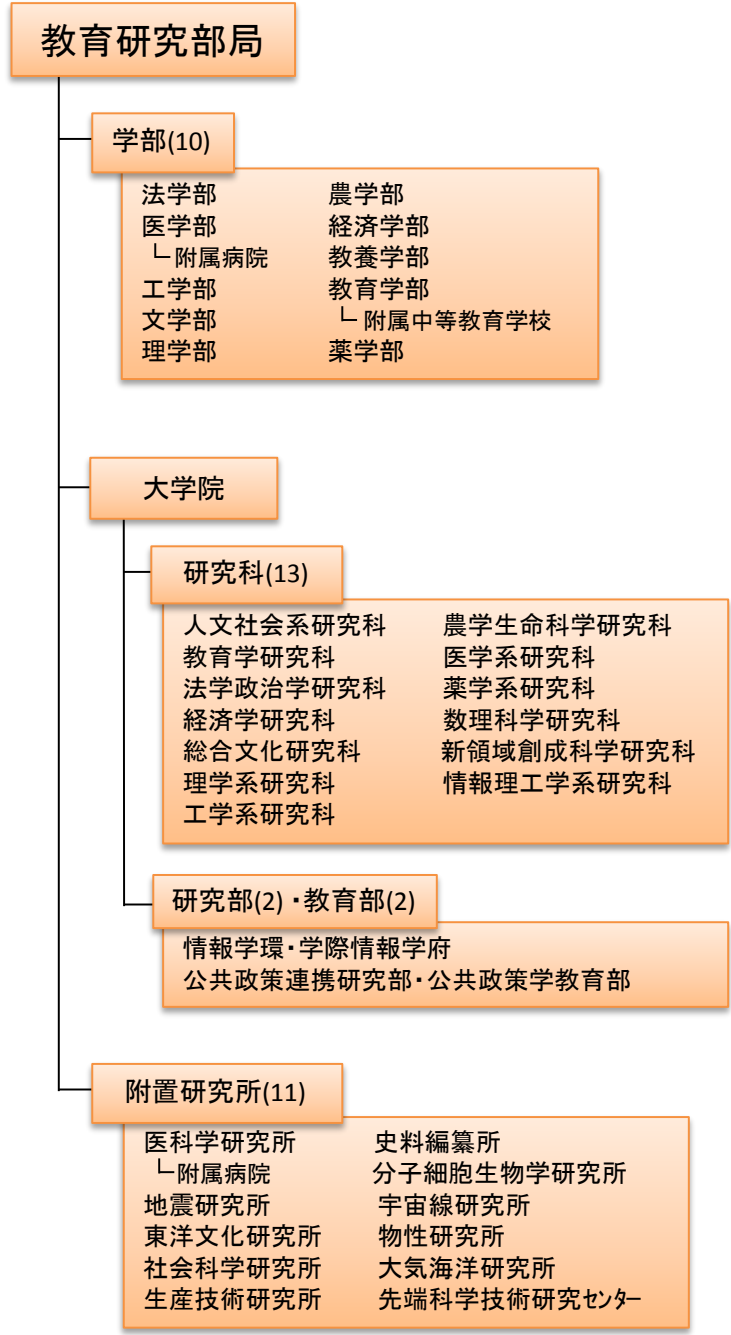 教育研究部局
学部(10)
法学部
医学部
└ 附属病院
工学部
文学部
理学部
農学部
経済学部
教養学部
教育学部
└ 附属中等教育学校
薬学部
大学院
研究科(13)
人文社会系研究科
教育学研究科
法学政治学研究科
経済学研究科
総合文化研究科
理学系研究科
工学系研究科
農学生命科学研究科
医学系研究科
薬学系研究科
数理科学研究科
新領域創成科学研究科
情報理工学系研究科
研究部(2)・教育部(2)
情報学環・学際情報学府
公共政策連携研究部・公共政策学教育部
附置研究所(11)
医科学研究所
└ 附属病院
地震研究所
東洋文化研究所
社会科学研究所
生産技術研究所
史料編纂所
分子細胞生物学研究所
宇宙線研究所
物性研究所
大気海洋研究所
先端科学技術研究センター